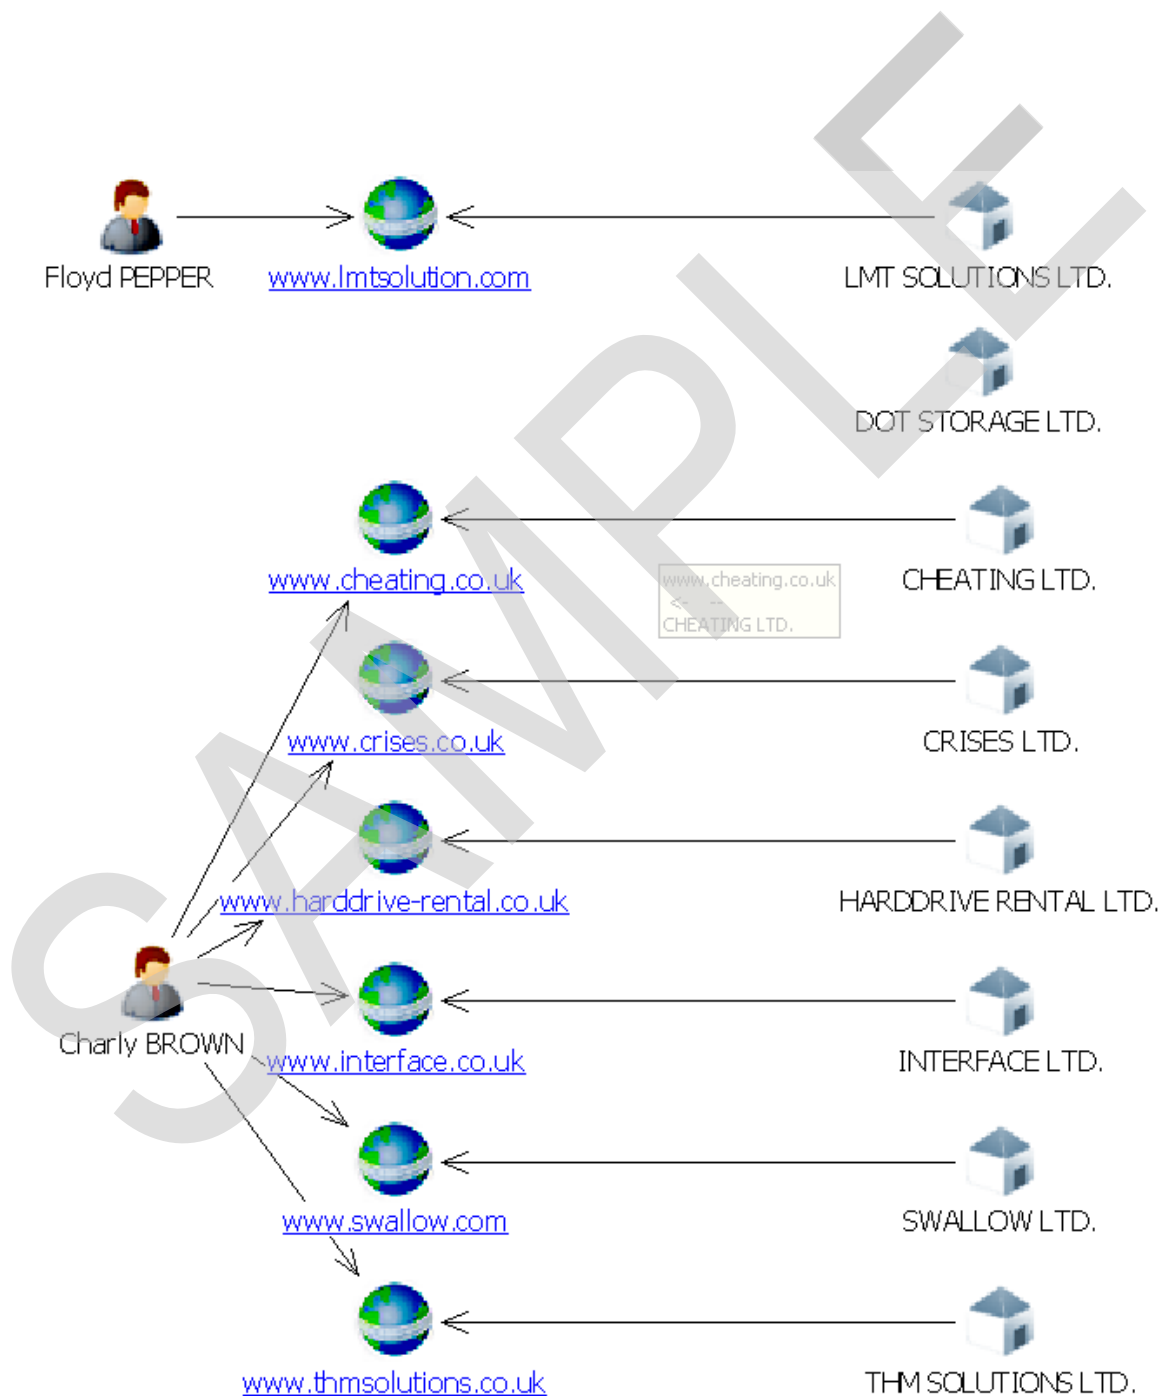 Floyd PEPPER
www.lmtsolution.com
LMT SOLUTIONS LTD.
DOT STORAGE LTD.
www.cheating.co.uk
www.cheating.co.uk
<- --
CHEATING LTD.
CHEATING LTD.
www.crises.co.uk
CRISES LTD.
www.harddrive-rental.co.uk
HARDDRIVE RENTAL LTD.
Charly BROWN
www.interface.co.uk
INTERFACE LTD.
www.swallow.com
SWALLOW LTD.
www.thmsolutions.co.uk
THM SOLUTIONS LTD.
SAMPLE